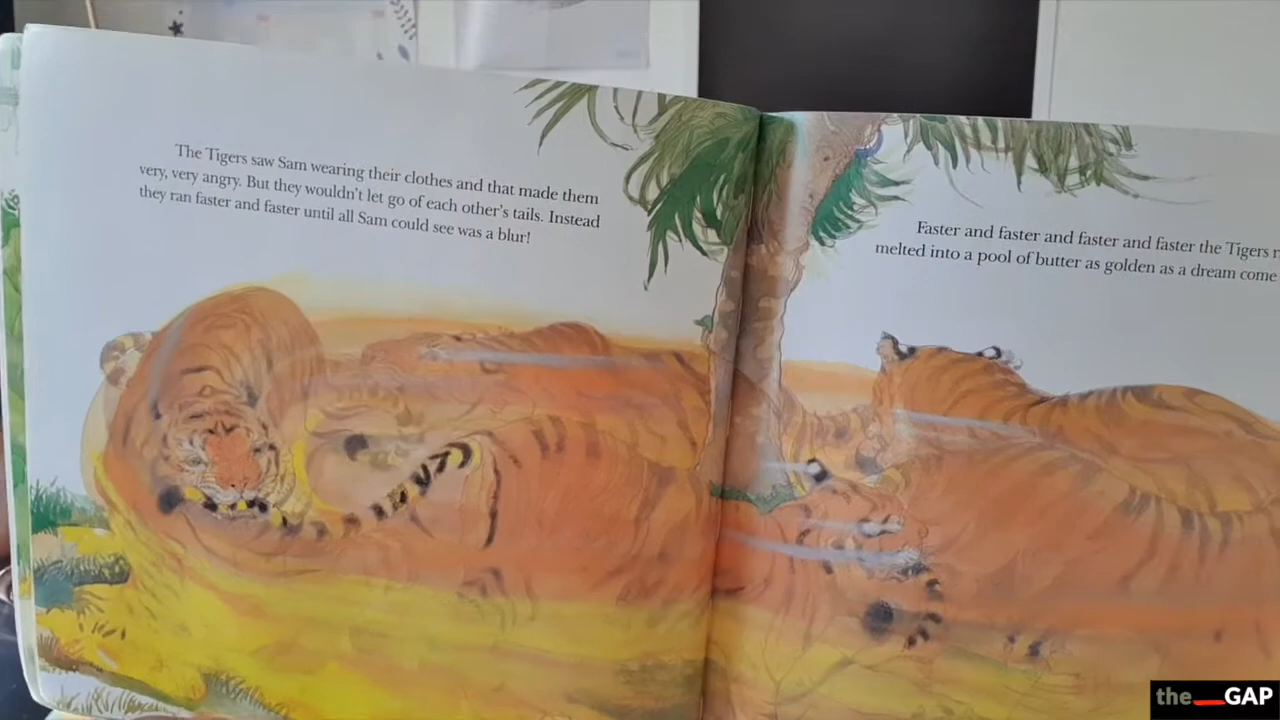 The Tigers saw Sam wearing their clothes and that made them
very, very angry. But they wouldn't let go of each other's tails. Instead
they ran faster and faster until all Sam could see was a blur!
Faster and faster and faster and faster the Tigers
melted into a pool of butter as golden as a dream come
the GAP